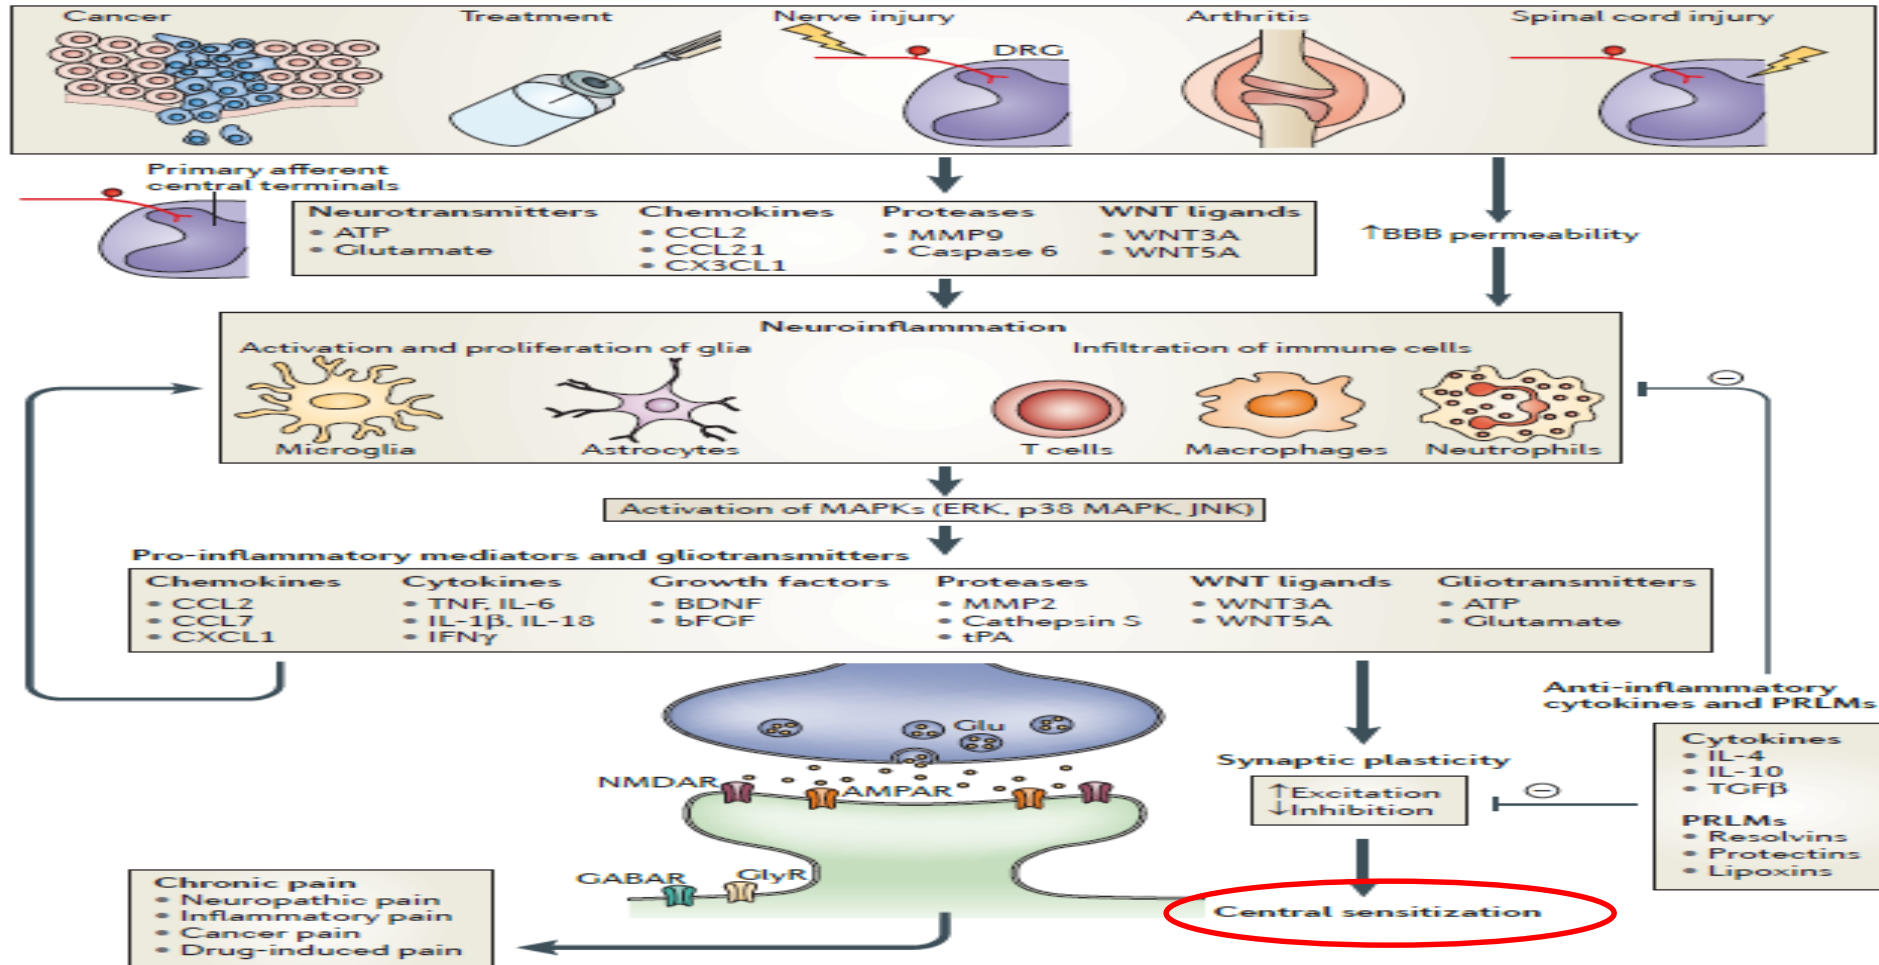 Cancer
Treatment
Nerve injury
Arthritis
Spinal cord injury
DRG
Primary afferent
central terminals
Neurotransmitters
• ATP
• Glutamate
Chemokines
• CCL2
• CCL21
• CX3CL1
Proteases
• MMP9
• Caspase 6
WNT ligands
• WNT3A
• WNT5A
↑BBB permeability
Neuroinflammation
Activation and proliferation of glia
Infiltration of immune cells
Microglia
Astrocytes
T cells
Macrophages
Neutrophils
Activation of MAPKs (ERK, p38 MAPK, JNK)
Pro-inflammatory mediators and gliotransmitters
Chemokines
• CCL2
• CCL7
• CXCL1
Cytokines
• TNF, IL-6
• IL-1β, IL-18
• IFNγ
Growth factors
• BDNF
• bFGF
Proteases
• MMP2
• Cathepsin S
• tPA
WNT ligands
• WNT3A
• WNT5A
Gliotransmitters
• ATP
• Glutamate
Glu
NMDAR
AMPAR
GABAR
GlyR
Synaptic plasticity
↑Excitation
↓Inhibition
Central sensitization
Anti-inflammatory
cytokines and PRLMs
Cytokines
• IL-4
• IL-10
• TGFβ
PRLMs
• Resolvins
• Protectins
• Lipoxins
Chronic pain
• Neuropathic pain
• Inflammatory pain
• Cancer pain
• Drug-induced pain